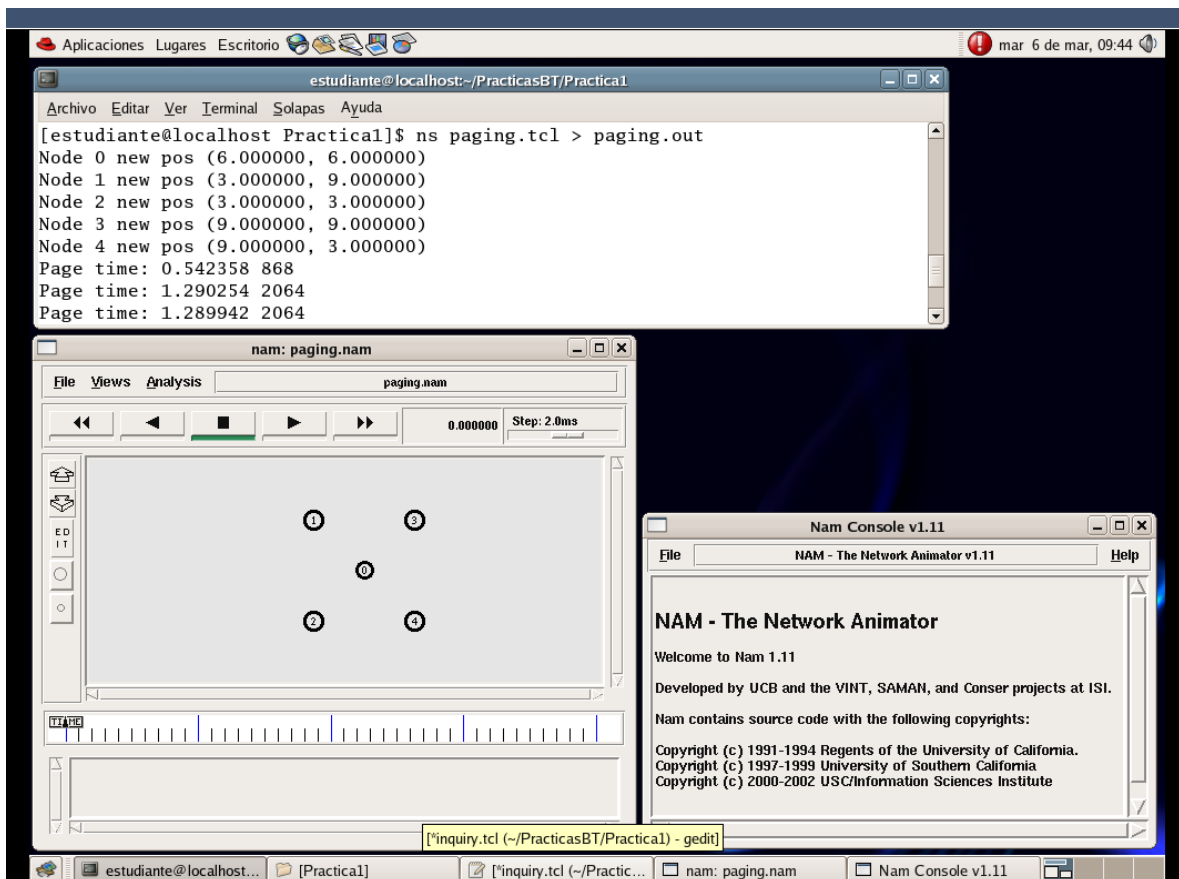 Aplicaciones Lugares Escritorio
mar 6 de mar, 09:44
estudiante@localhost:~/PracticasBT/Practica1
Archivo Editar Ver Terminal Solapas Ayuda
[estudiante@localhost Practica1]$ ns paging.tcl > paging.out
Node 0 new pos (6.000000, 6.000000)
Node 1 new pos (3.000000, 9.000000)
Node 2 new pos (3.000000, 3.000000)
Node 3 new pos (9.000000, 9.000000)
Node 4 new pos (9.000000, 3.000000)
Page time: 0.542358 868
Page time: 1.290254 2064
Page time: 1.289942 2064
nam: paging.nam
File Views Analysis paging.nam
0.000000 Step: 2.0ms
ED
IT
1 3
0
2 4
TIME
Nam Console v1.11
File NAM - The Network Animator v1.11 Help
NAM - The Network Animator
Welcome to Nam 1.11
Developed by UCB and the VINT, SAMAN, and Conser projects at ISI.
Nam contains source code with the following copyrights:
Copyright (c) 1991-1994 Regents of the University of California.
Copyright (c) 1997-1999 University of Southern California
Copyright (c) 2000-2002 USC/Information Sciences Institute
[*inquiry.tcl (~/PracticasBT/Practica1) - gedit]
estudiante@localhost... [Practica1] [*inquiry.tcl (~/Practic... nam: paging.nam Nam Console v1.11